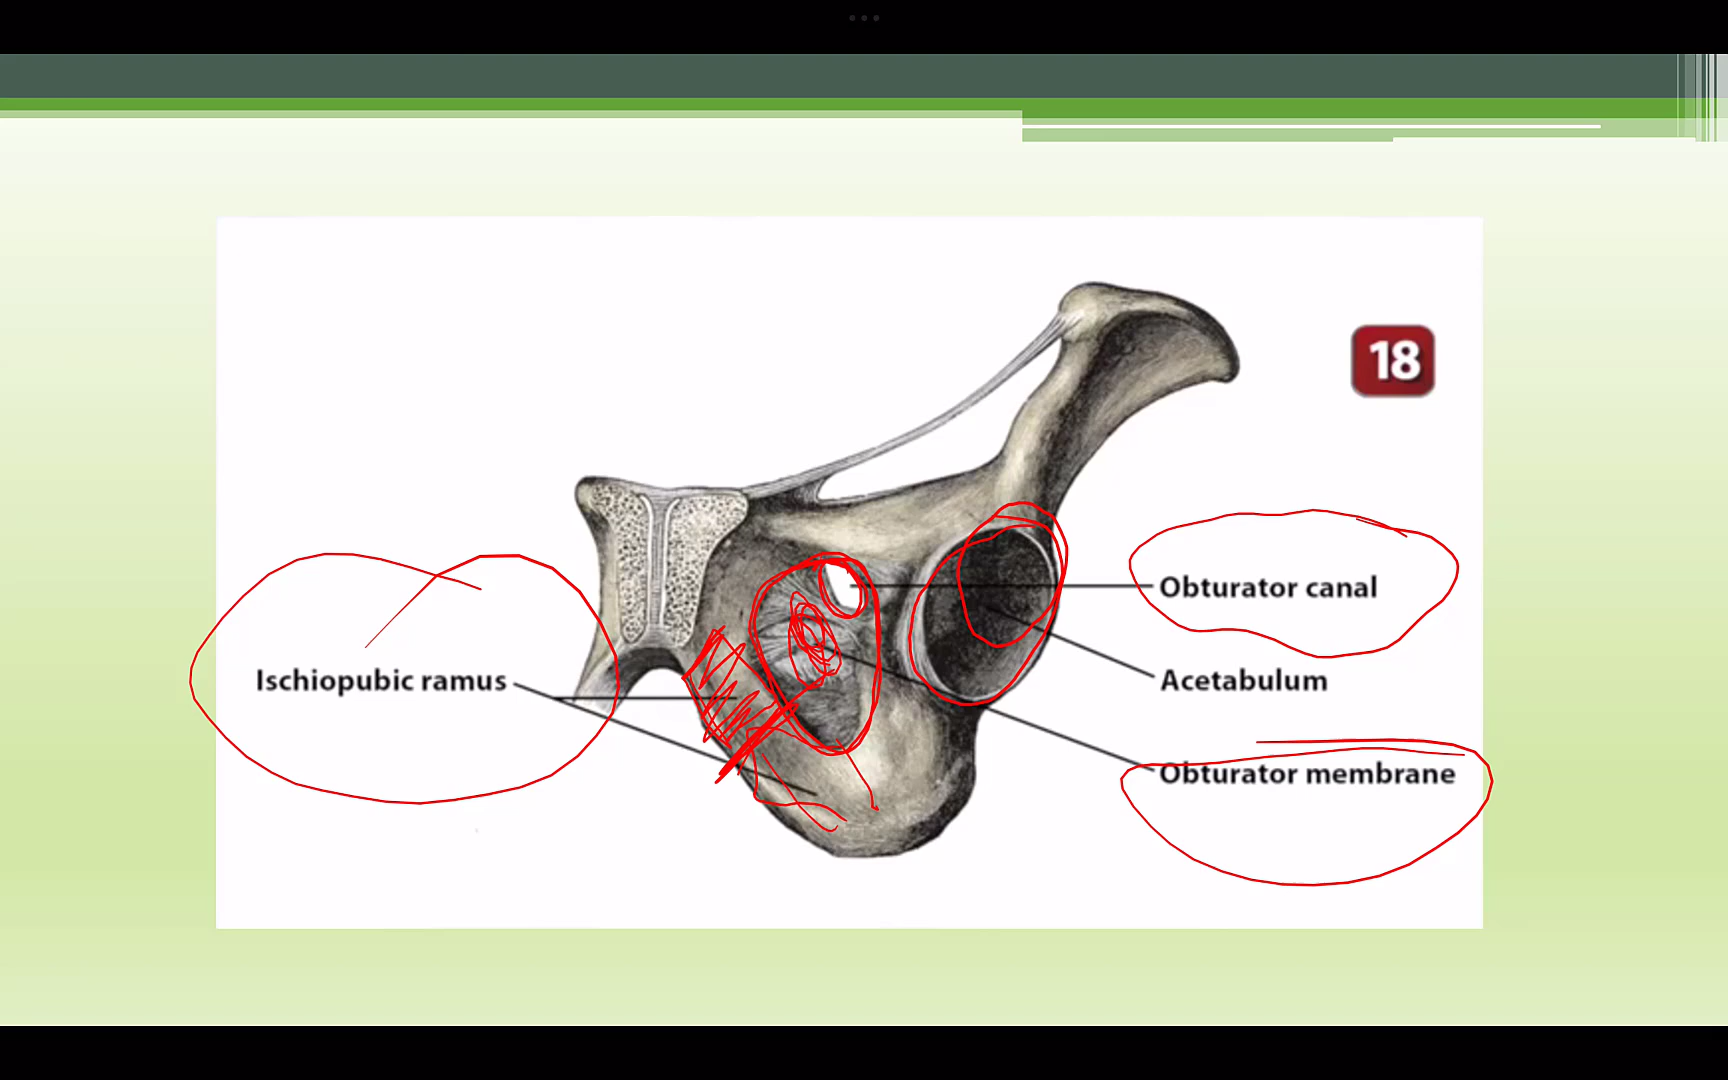 18
Obturator canal
Ischiopubic ramus
Acetabulum
Obturator membrane